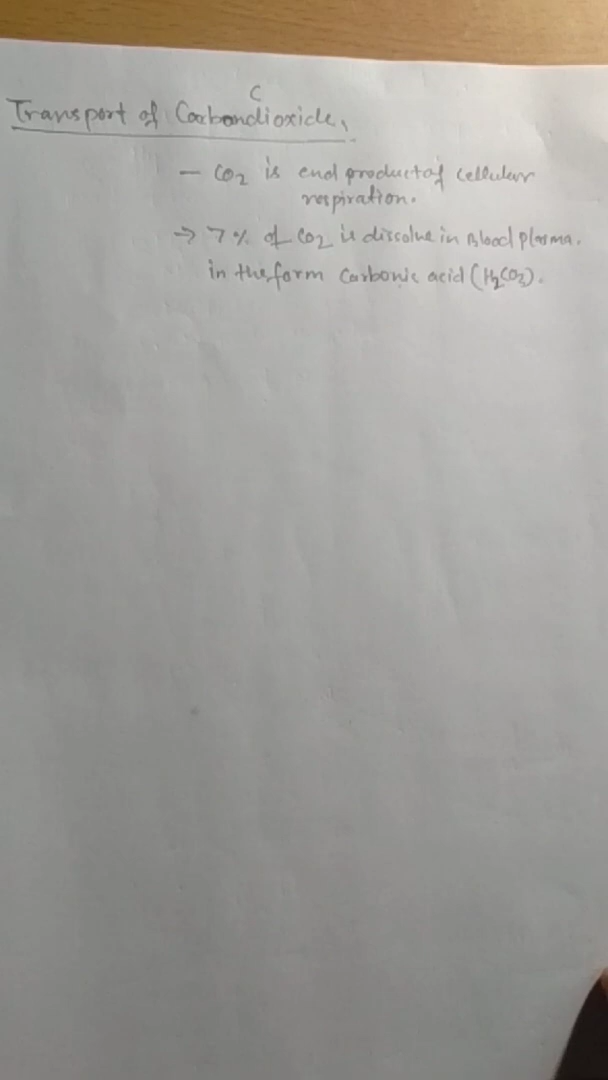 C
Transport of Carbondioxide,
- CO2 is end product of cellular
respiration.
→ 7% of CO2 is dissolve in Blood plasma.
in the form Carbonic acid (H2CO3).